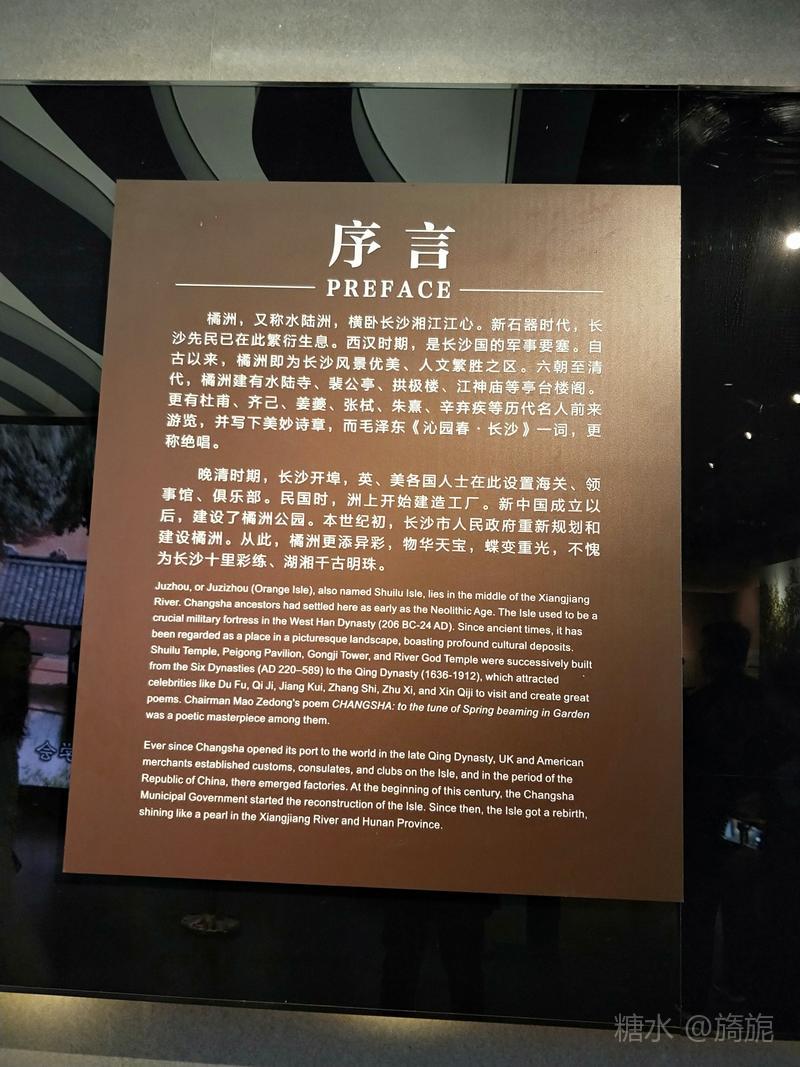 序言
PREFACE
橘洲，又称水陆洲，横卧长沙湘江江心。新石器时代，长
沙先民已在此繁衍生息。西汉时期，是长沙国的军事要塞。自
古以来，橘洲即为长沙风景优美、人文繁胜之区。六朝至清
代，橘洲建有水陆寺、裴公亭、拱极楼、江神庙等亭台楼阁。
更有杜甫、齐己、姜夔、张栻、朱熹、辛弃疾等历代名人前来
游览，并写下美妙诗章，而毛泽东《沁园春·长沙》一词，更
称绝唱。
晚清时期，长沙开埠，英、美各国人士在此设置海关、领
事馆、俱乐部。民国时，洲上开始建造工厂。新中国成立以
后，建设了橘洲公园。本世纪初，长沙市人民政府重新规划和
建设橘洲。从此，橘洲更添异彩，物华天宝，蝶变重光，不愧
为长沙十里彩练、湖湘千古明珠。
Juzhou, or Juzizhou (Orange Isle), also named Shuilu Isle, lies in the middle of the Xiangjiang
River. Changsha ancestors had settled here as early as the Neolithic Age. The Isle used to be a
crucial military fortress in the West Han Dynasty (206 BC-24 AD). Since ancient times, it has
been regarded as a place in a picturesque landscape, boasting profound cultural deposits.
Shuilu Temple, Peigong Pavilion, Gongji Tower, and River God Temple were successively built
from the Six Dynasties (AD 220–589) to the Qing Dynasty (1636-1912), which attracted
celebrities like Du Fu, Qi Ji, Jiang Kui, Zhang Shi, Zhu Xi, and Xin Qiji to visit and create great
poems. Chairman Mao Zedong's poem CHANGSHA: to the tune of Spring beaming in Garden
was a poetic masterpiece among them.
Ever since Changsha opened its port to the world in the late Qing Dynasty, UK and American
merchants established customs, consulates, and clubs on the Isle, and in the period of the
Republic of China, there emerged factories. At the beginning of this century, the Changsha
Municipal Government started the reconstruction of the Isle. Since then, the Isle got a rebirth,
shining like a pearl in the Xiangjiang River and Hunan Province.
糖水 @旖旎